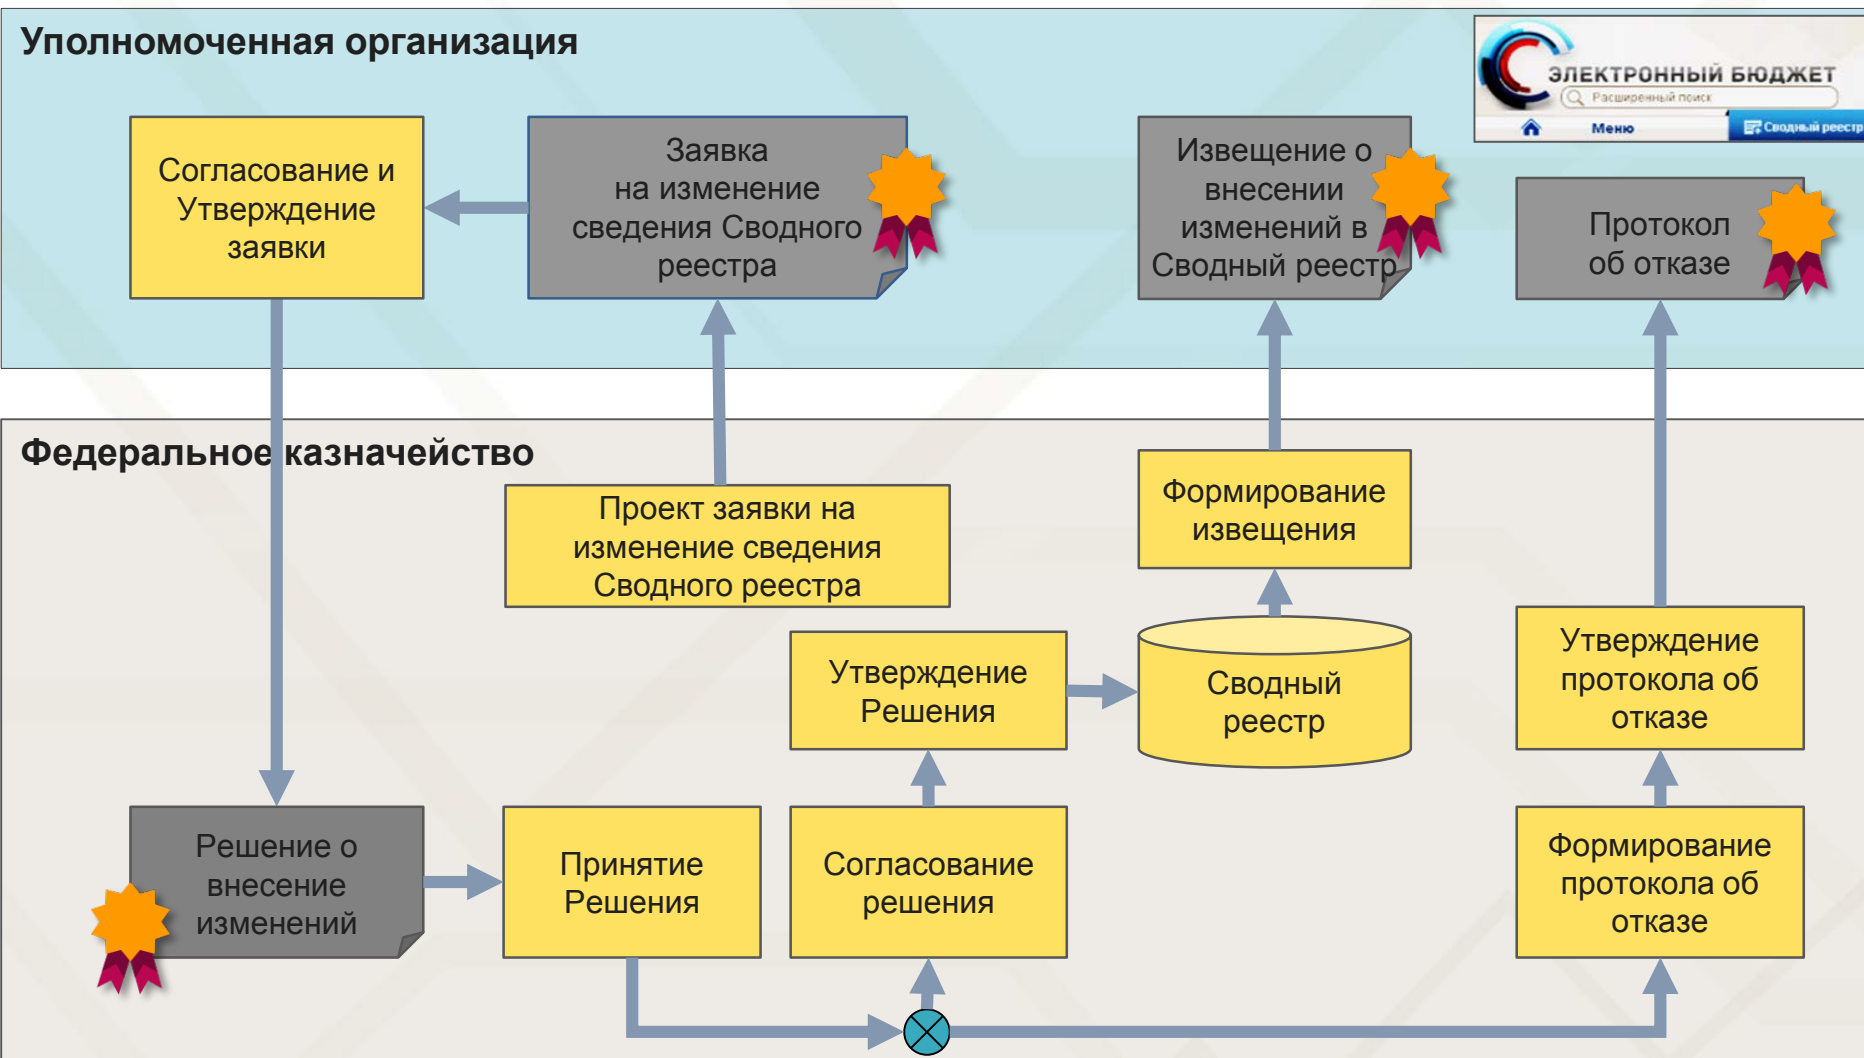 Уполномоченная организация
ЭЛЕКТРОННЫЙ БЮДЖЕТ
Расширенный поиск
Меню
Сводный реестр
Согласование и
Утверждение
заявки
Заявка
на изменение
сведения Сводного
реестра
Извещение о
внесении
изменений в
Сводный реестр
Протокол
об отказе
Федеральное казначейство
Проект заявки на
изменение сведения
Сводного реестра
Формирование
извещения
Утверждение
Решения
Сводный
реестр
Утверждение
протокола об
отказе
Решение о
внесение
изменений
Принятие
Решения
Согласование
решения
Формирование
протокола об
отказе